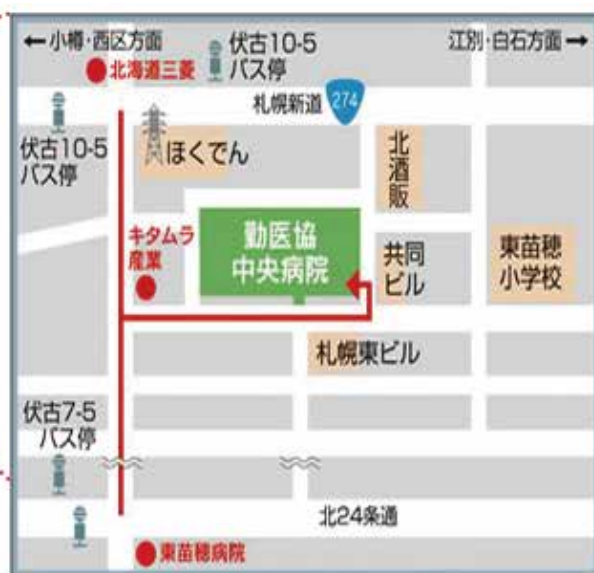 ← 小樽・西区方面
伏古10-5
バス停
江別・白石方面 →
北海道三菱
札幌新道
274
伏古10-5
バス停
ほくでん
北酒販
キタムラ
産業
勤医協
中央病院
共同
ビル
東苗穂
小学校
札幌東ビル
伏古7-5
バス停
北24条通
東苗穂病院